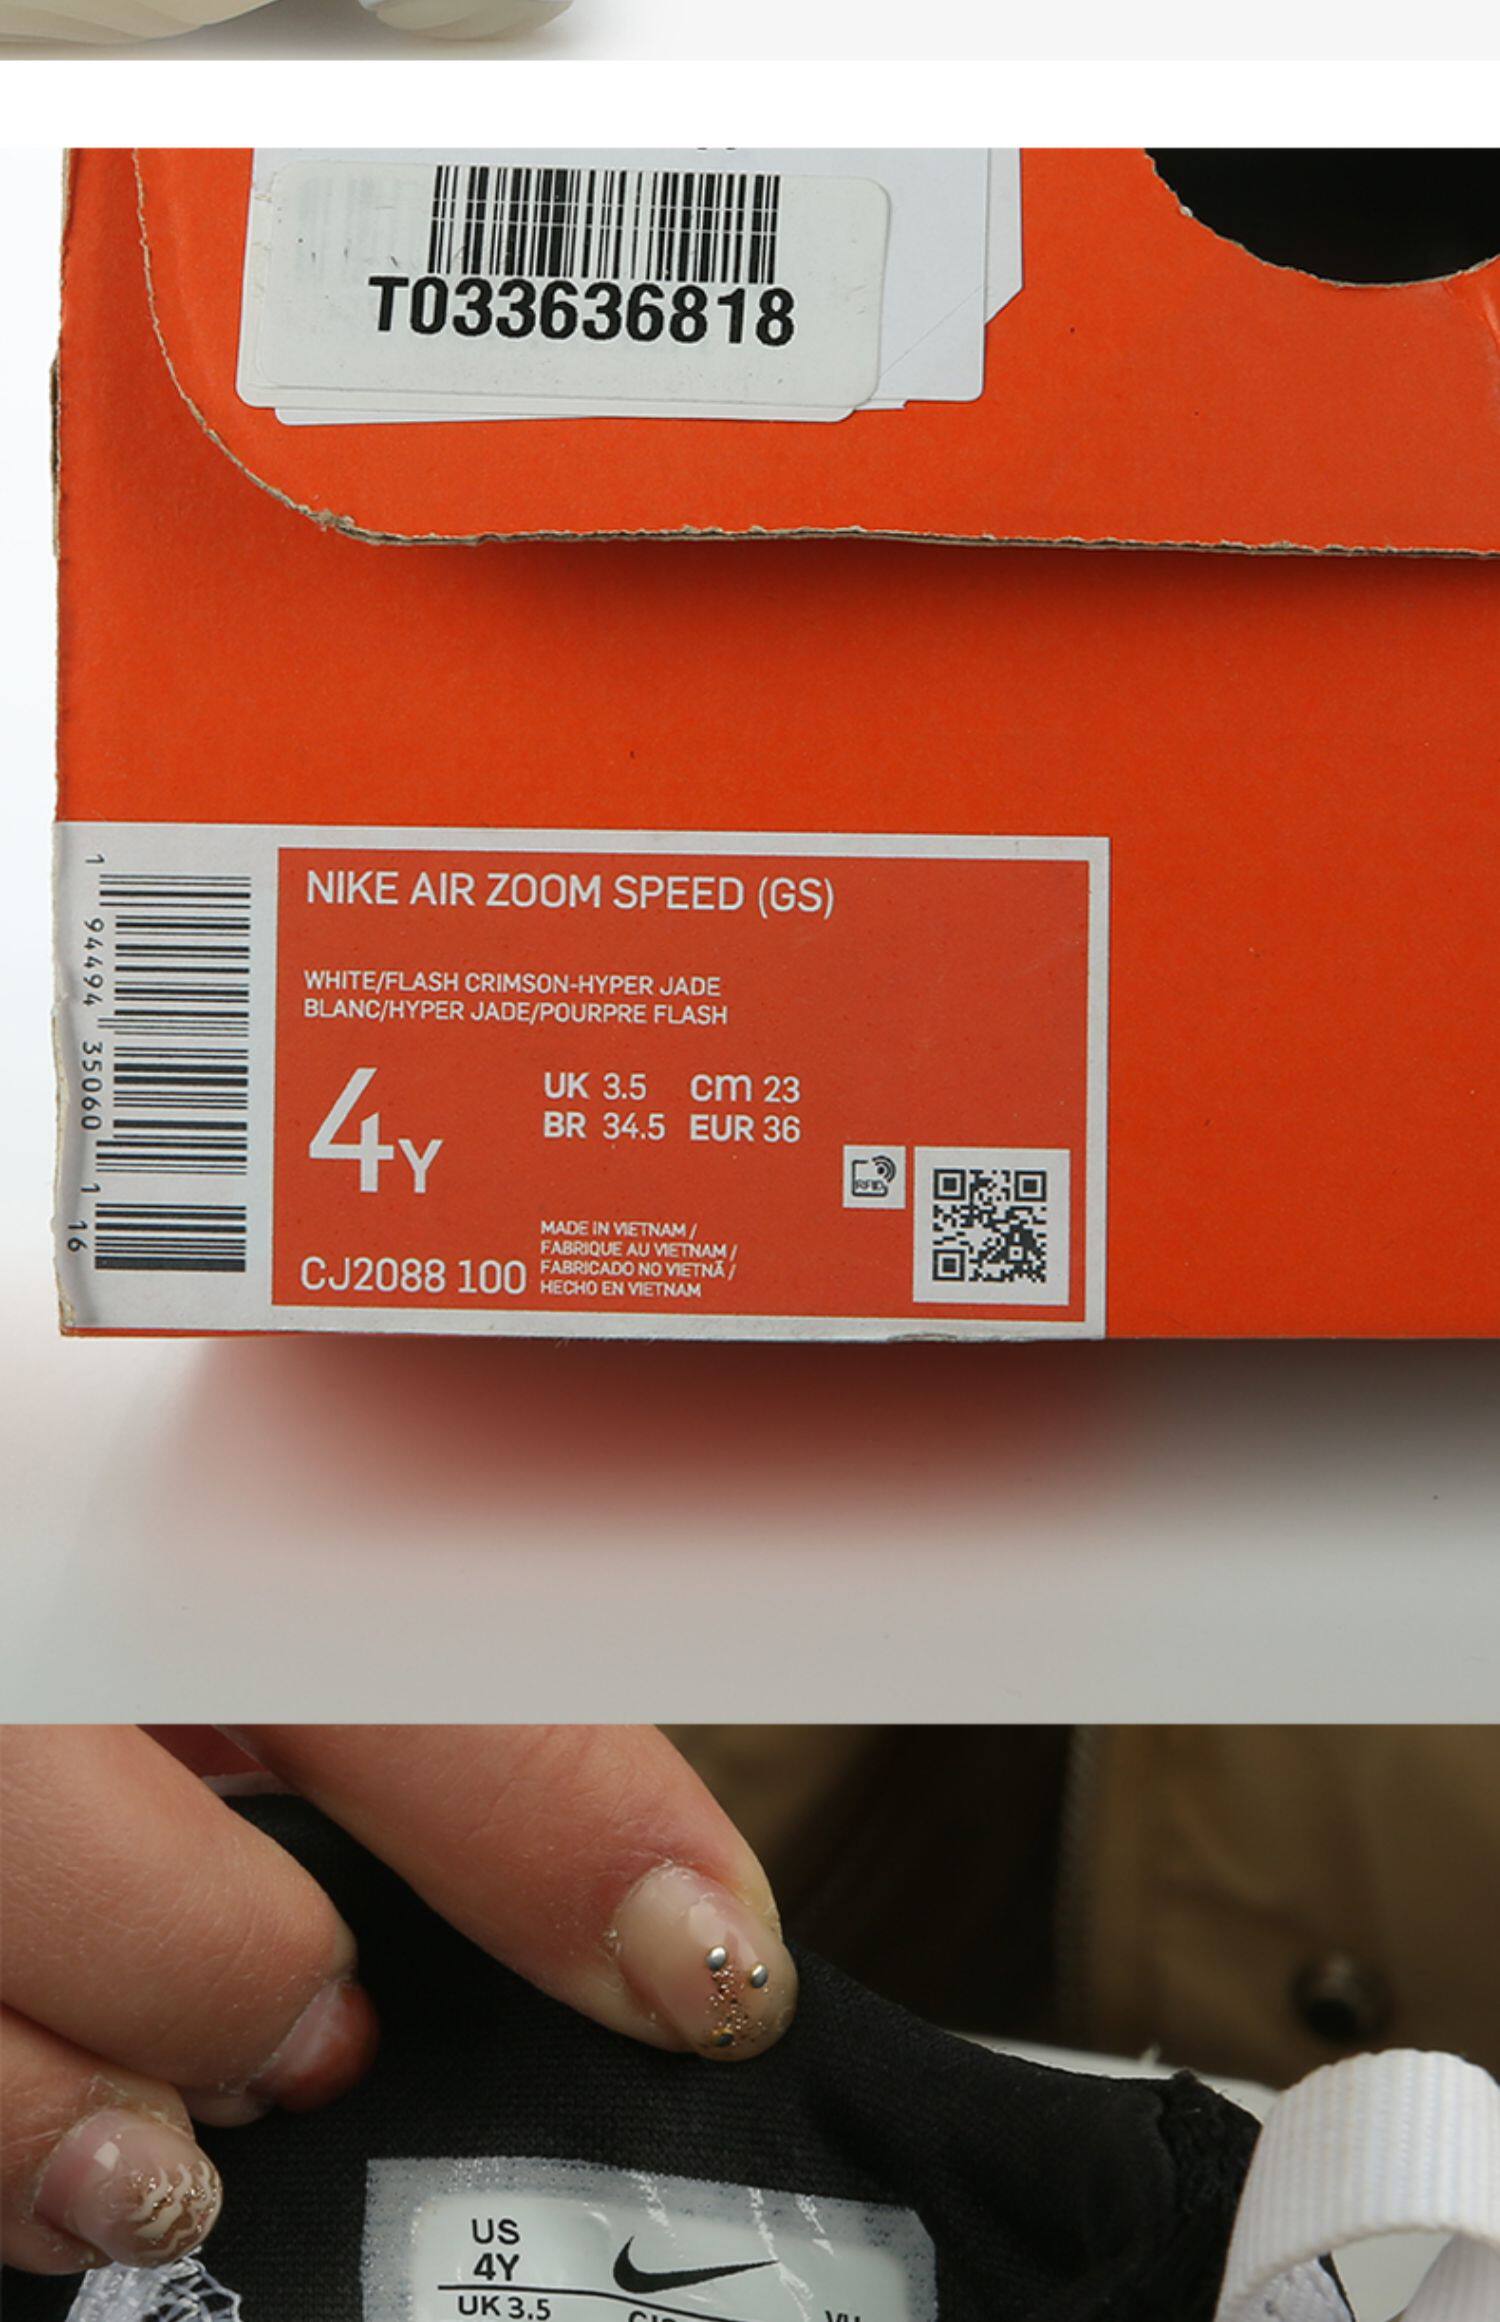 T033636818
NIKE AIR ZOOM SPEED (GS)
WHITE/FLASH CRIMSON-HYPER JADE
BLANC/HYPER JADE/POURPRE FLASH
4Y
UK 3.5 cm 23
BR 34.5 EUR 36
RFID
CJ2088 100
MADE IN VIETNAM /
FABRIQUE AU VIETNAM /
FABRICADO NO VIETNÃ /
HECHO EN VIETNAM
1 94494 35060 1 16
US
4Y
UK 3.5